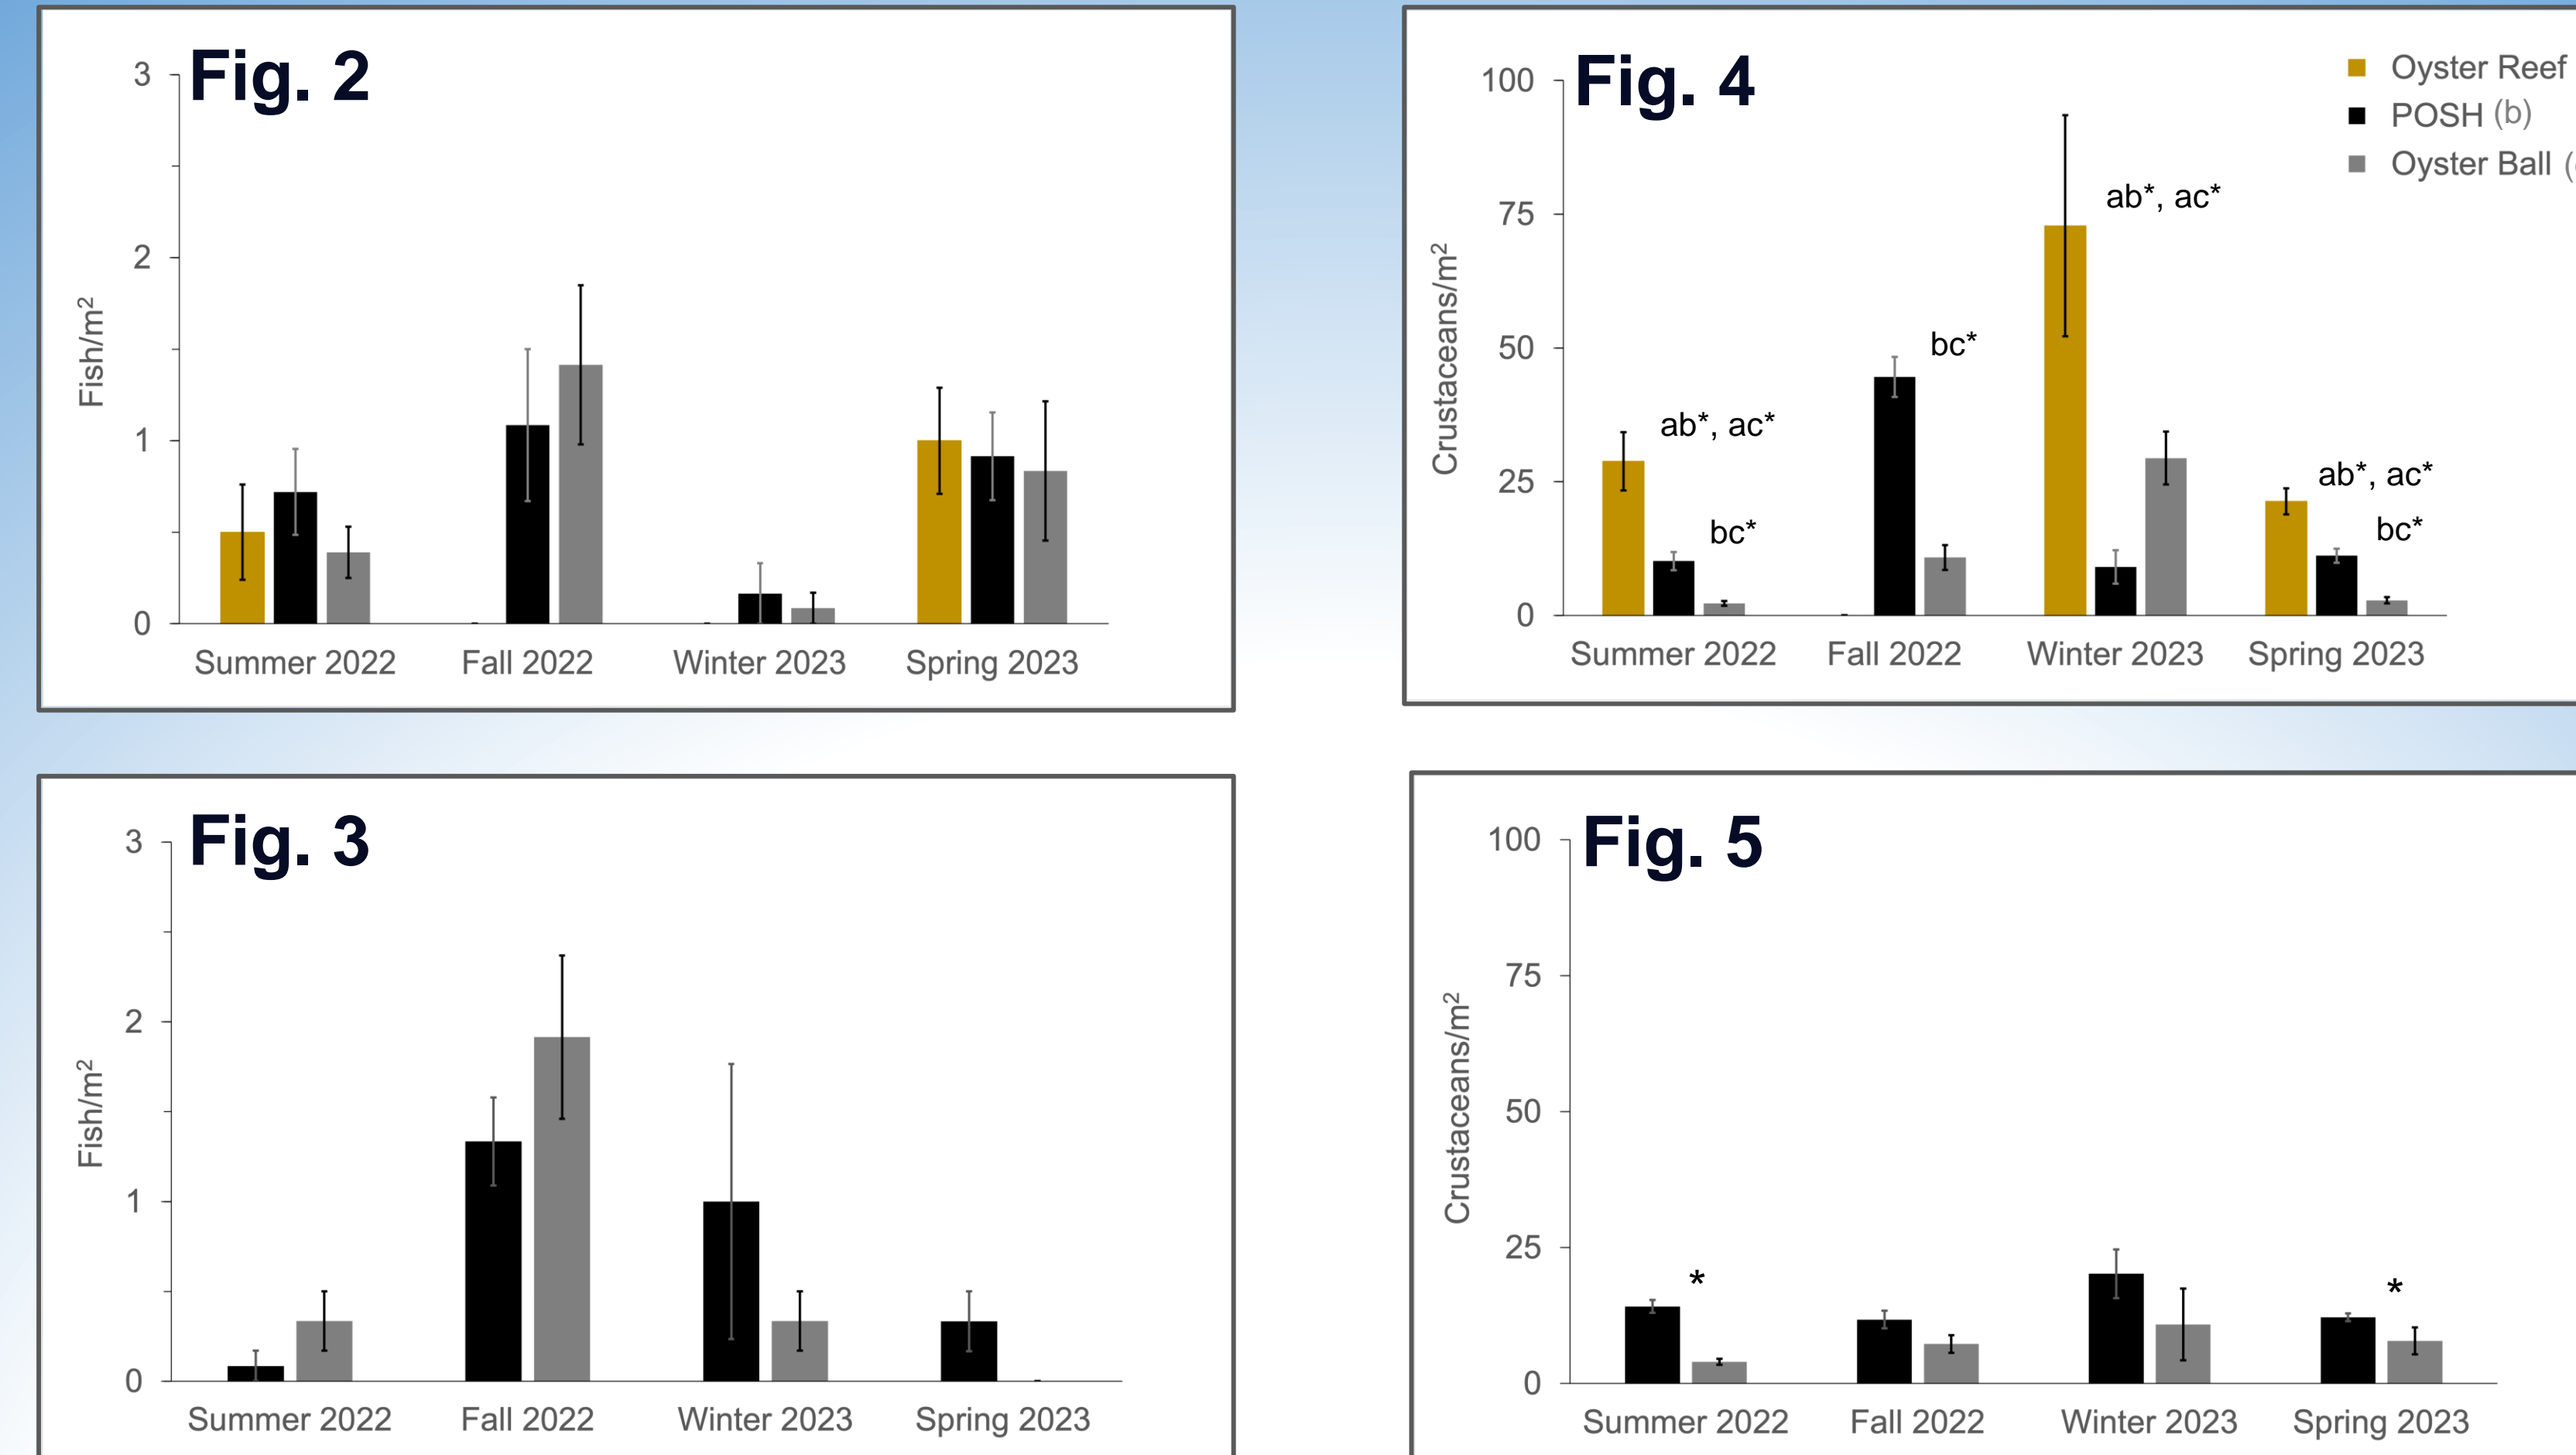 Fig. 2
3
2
1
0
Fish/m²
Summer 2022 Fall 2022 Winter 2023 Spring 2023
Fig. 4
Oyster Reef
POSH (b)
Oyster Ball (
100
75
50
25
0
Crustaceans/m²
ab*, ac*
bc*
bc*
ab*, ac*
ab*, ac*
bc*
Summer 2022 Fall 2022 Winter 2023 Spring 2023
Fig. 3
3
2
1
0
Fish/m²
Summer 2022 Fall 2022 Winter 2023 Spring 2023
Fig. 5
100
75
50
25
0
Crustaceans/m²
*
*
Summer 2022 Fall 2022 Winter 2023 Spring 2023